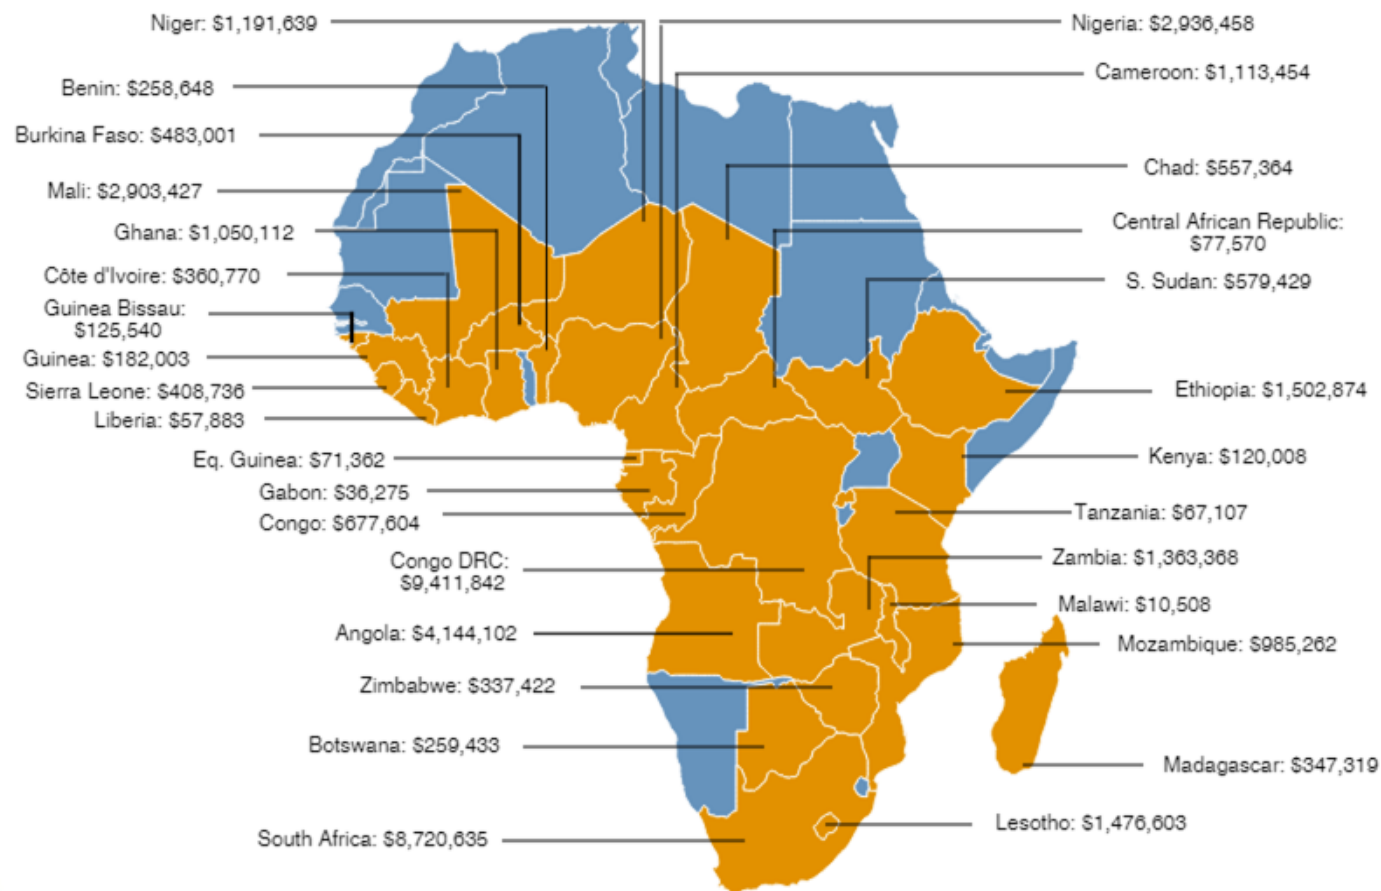 Niger: $1,191,639
Nigeria: $2,936,458
Cameroon: $1,113,454
Benin: $258,648
Burkina Faso: $483,001
Chad: $557,364
Mali: $2,903,427
Central African Republic:
$77,570
Ghana: $1,050,112
Côte d'Ivoire: $360,770
S. Sudan: $579,429
Guinea Bissau:
$125,540
Guinea: $182,003
Sierra Leone: $408,736
Ethiopia: $1,502,874
Liberia: $57,883
Eq. Guinea: $71,362
Kenya: $120,008
Gabon: $36,275
Congo: $677,604
Tanzania: $67,107
Congo DRC:
$9,411,842
Zambia: $1,363,368
Malawi: $10,508
Angola: $4,144,102
Mozambique: $985,262
Zimbabwe: $337,422
Botswana: $259,433
Madagascar: $347,319
Lesotho: $1,476,603
South Africa: $8,720,635